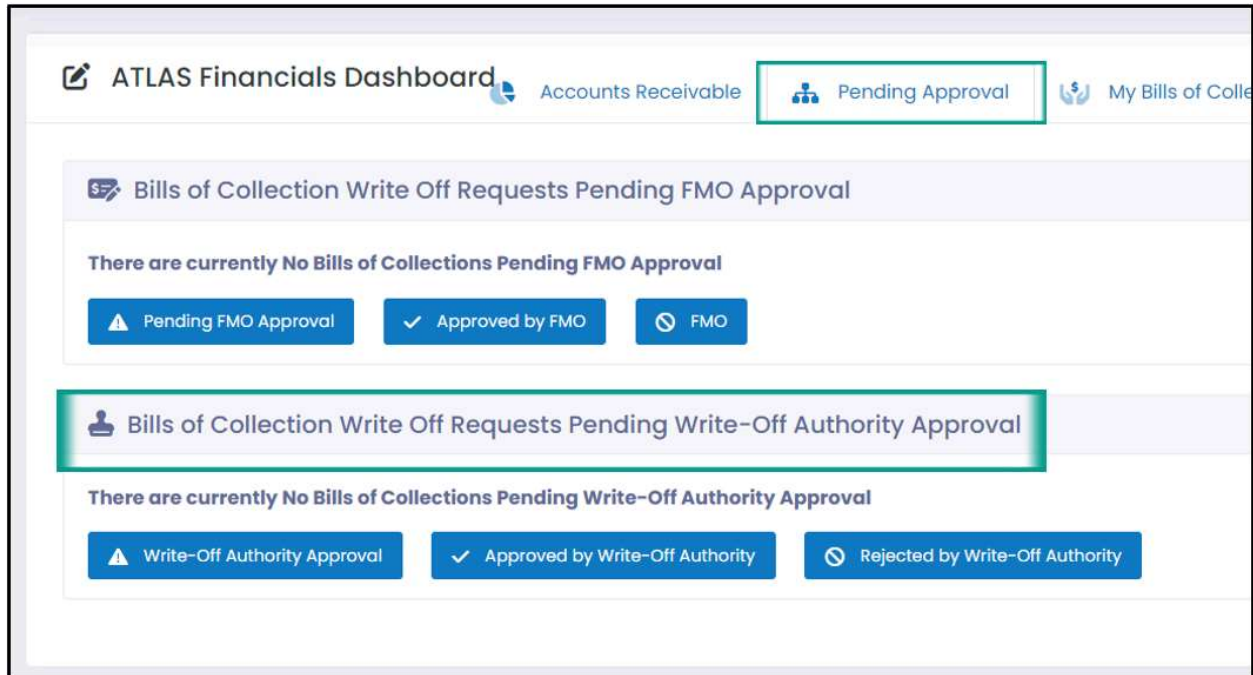 ATLAS Financials Dashboard
Accounts Receivable
Pending Approval
My Bills of Colle
Bills of Collection Write Off Requests Pending FMO Approval
There are currently No Bills of Collections Pending FMO Approval
Pending FMO Approval
Approved by FMO
FMO
Bills of Collection Write Off Requests Pending Write-Off Authority Approval
There are currently No Bills of Collections Pending Write-Off Authority Approval
Write-Off Authority Approval
Approved by Write-Off Authority
Rejected by Write-Off Authority